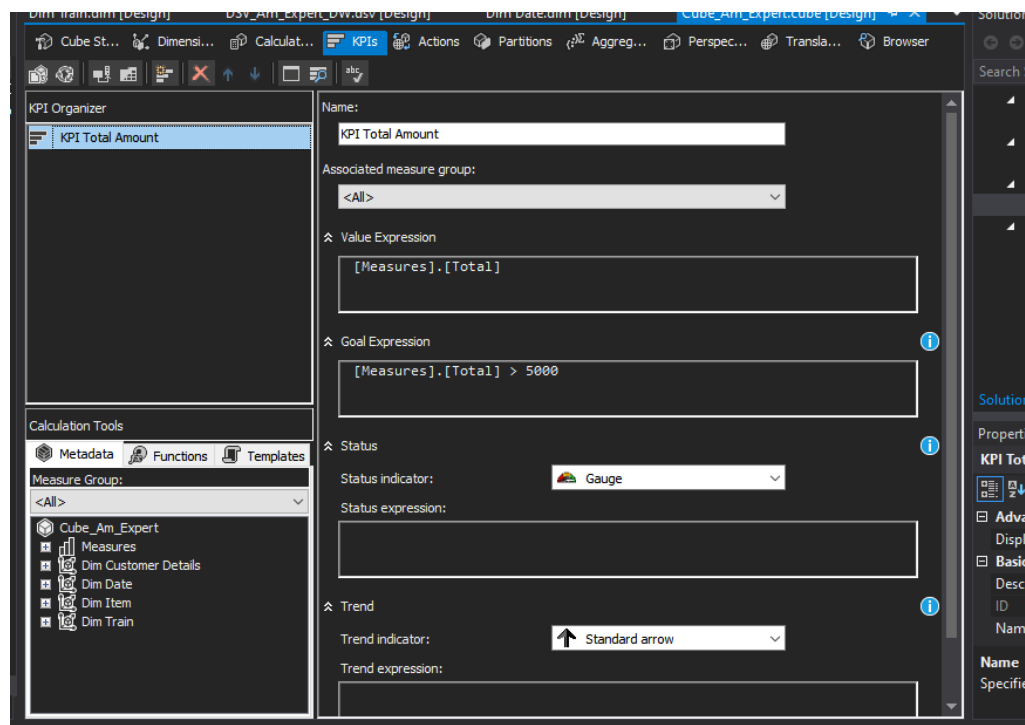 Dim Train.dim [Design] DSV_Am_Expert_DW.dsv [Design] Dim Date.dim [Design] Cube_Am_Expert.cube [Design]
Cube St... Dimensi... Calculat... KPIs Actions Partitions Aggreg... Perspec... Transla... Browser
KPI Organizer
KPI Total Amount
Name:
KPI Total Amount
Associated measure group:
<All>
Value Expression
[Measures].[Total]
Goal Expression
[Measures].[Total] > 5000
Status
Status indicator: Gauge
Status expression:
Trend
Trend indicator: Standard arrow
Trend expression:
Calculation Tools
Metadata Functions Templates
Measure Group:
<All>
Cube_Am_Expert
Measures
Dim Customer Details
Dim Date
Dim Item
Dim Train
Solution
Search
Solution
Propert
KPI Tot
Adva
Displ
Basic
Desc
ID
Nam
Name
Specifie